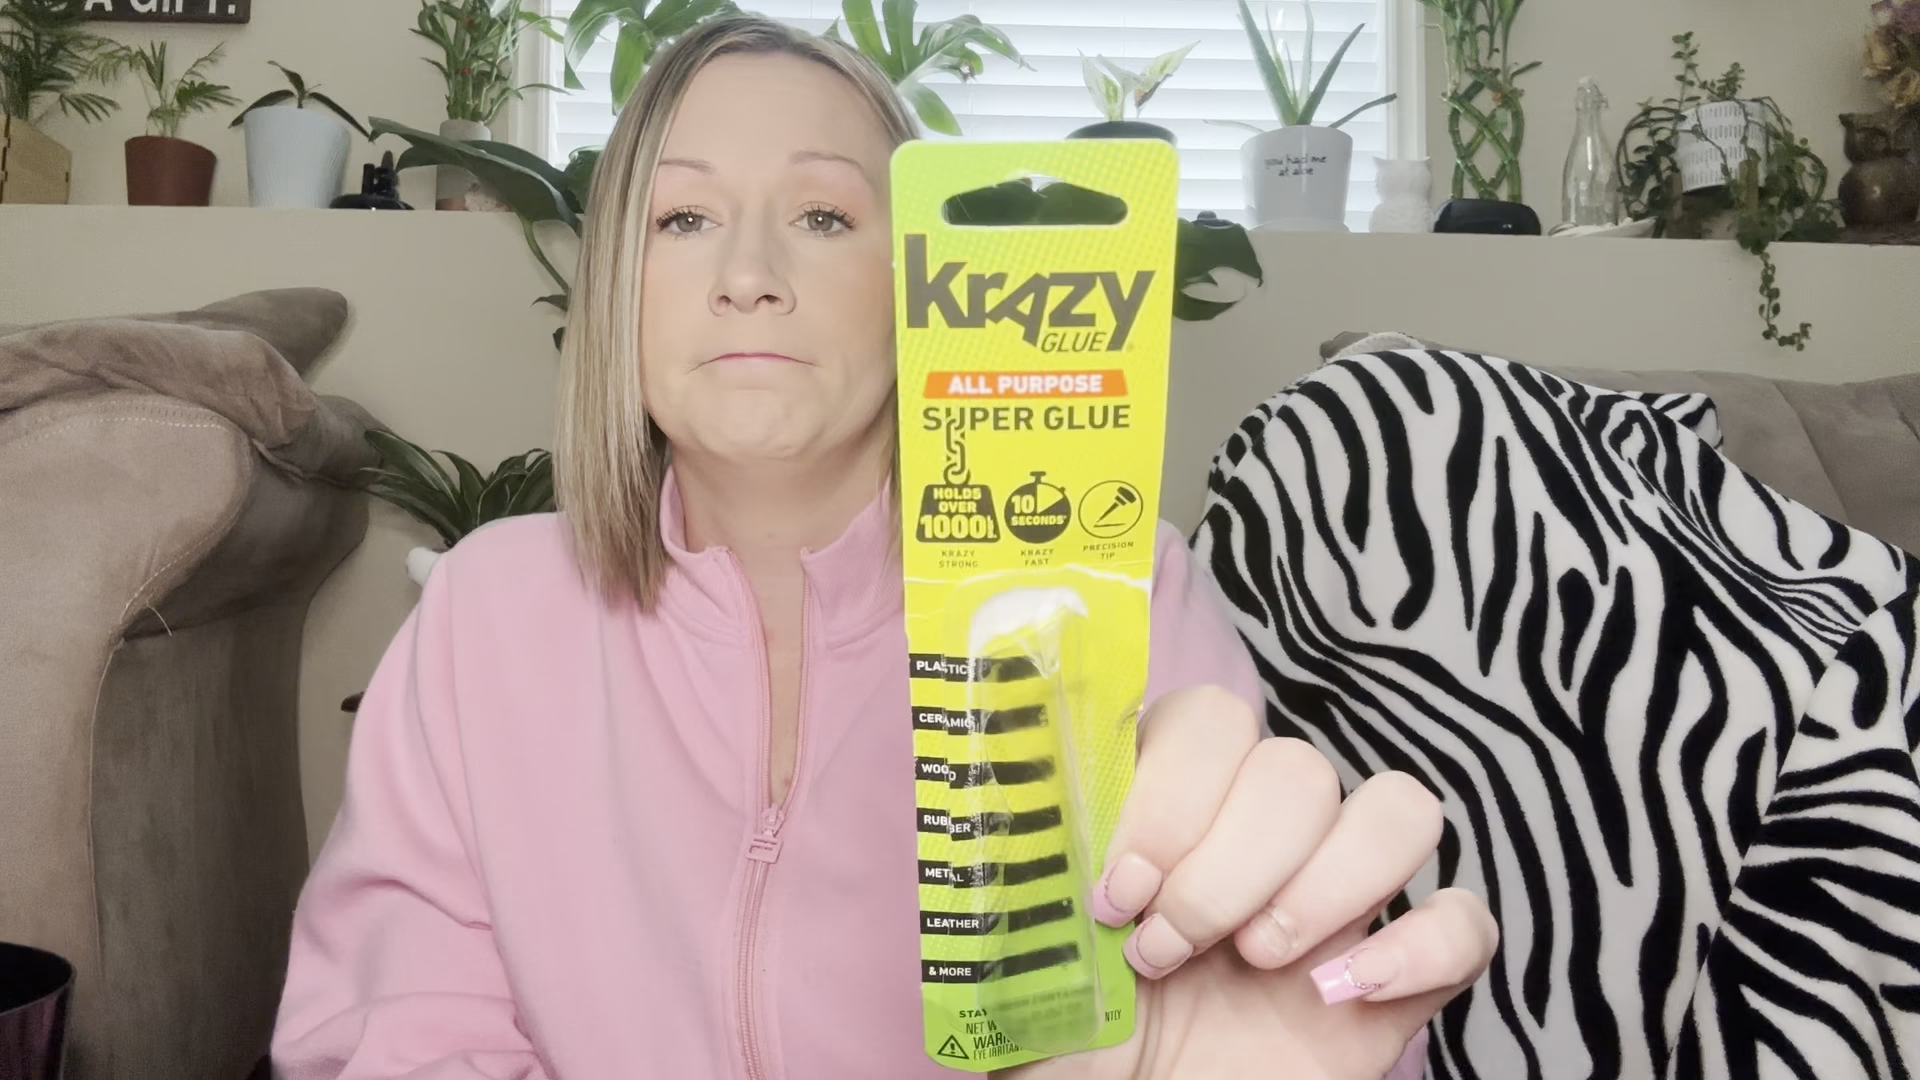 A GIFT.
you had me
at aloe
krazy
GLUE
ALL PURPOSE
SUPER GLUE
HOLDS
OVER
1000
KRAZY
STRONG
10
SECONDS*
KRAZY
FAST
PRECISION
TIP
PLASTIC
CERAMIC
WOOD
RUBBER
METAL
LEATHER
& MORE
NET